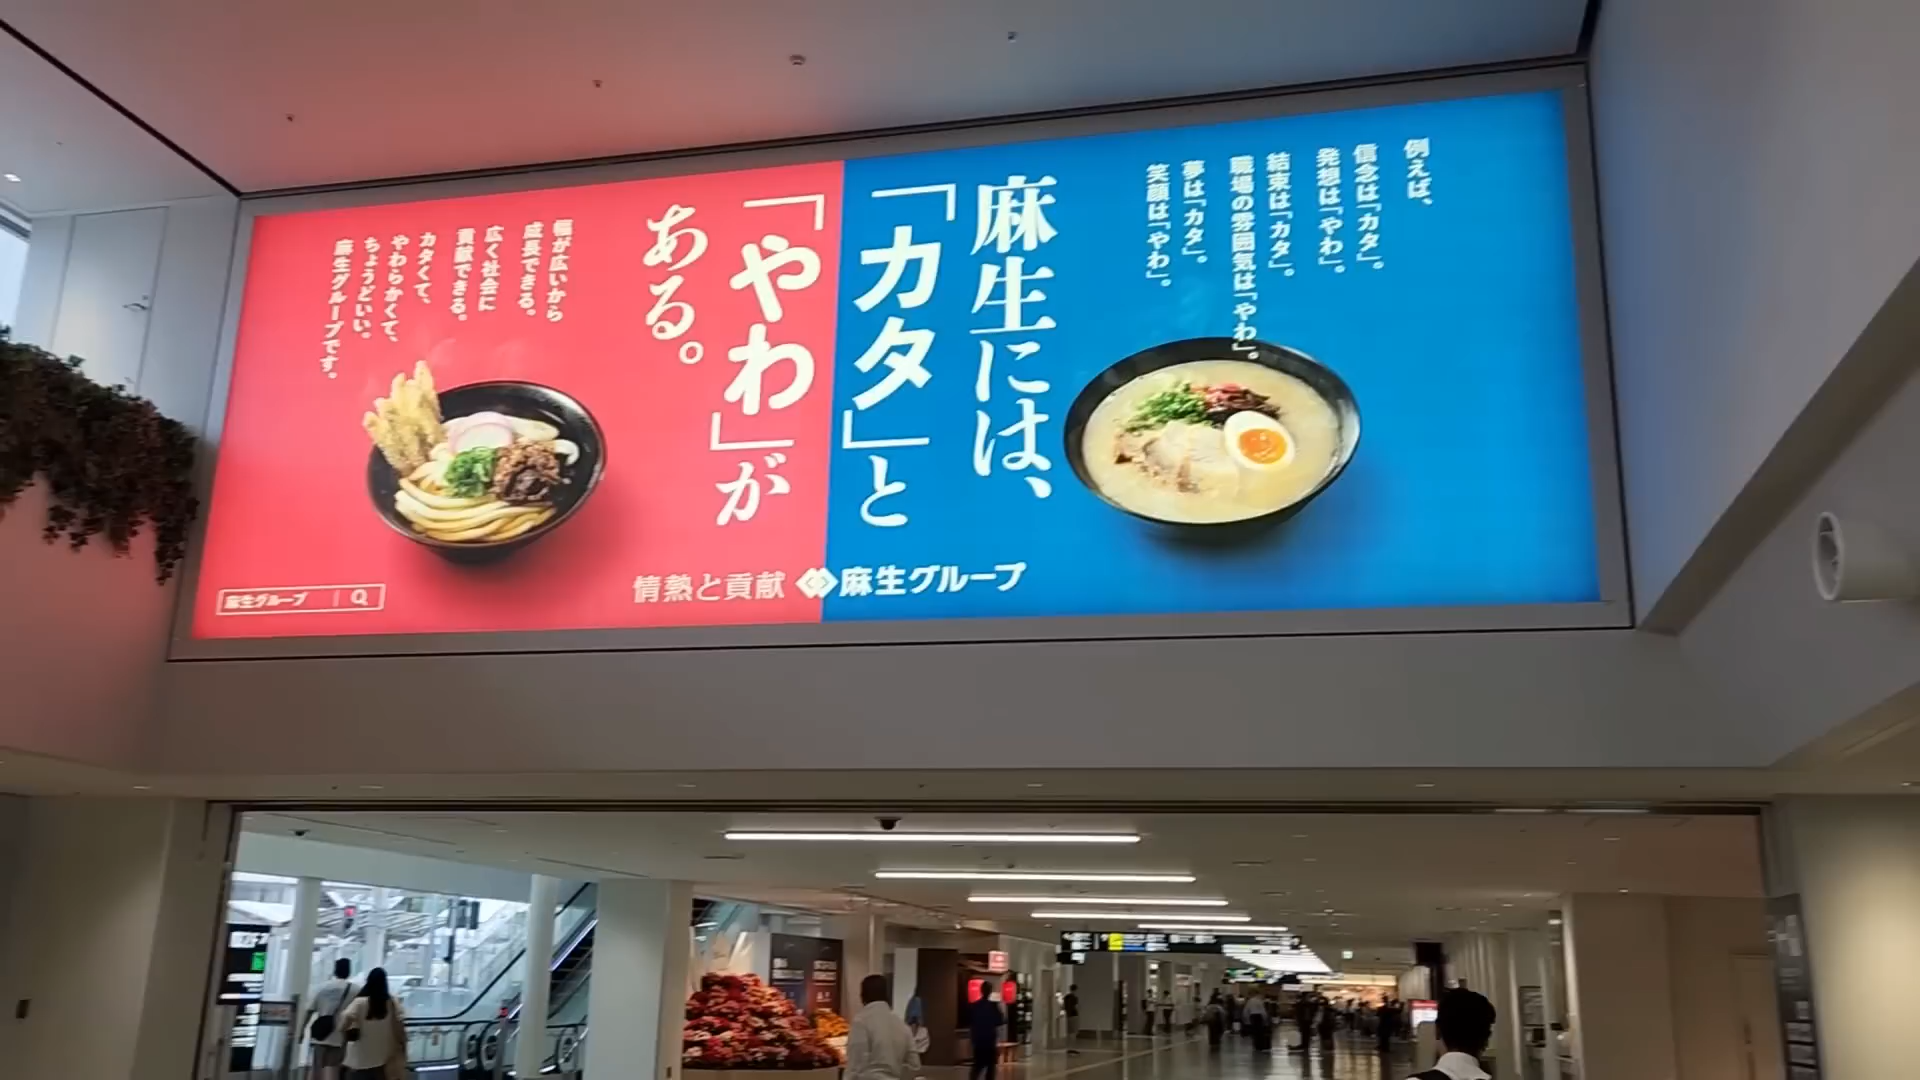 例えば、
信念は「カタ」。
発想は「やわ」。
結束は「カタ」。
職場の雰囲気は「やわ」。
夢は「カタ」。
笑顔は「やわ」。
麻生には、
「カタ」と
「やわ」が
ある。
幅が広いから
成長できる。
広く社会に
貢献できる。
カタくて、
やわらかくて、
ちょうどいい。
麻生グループです。
情熱と貢献 麻生グループ
麻生グループ